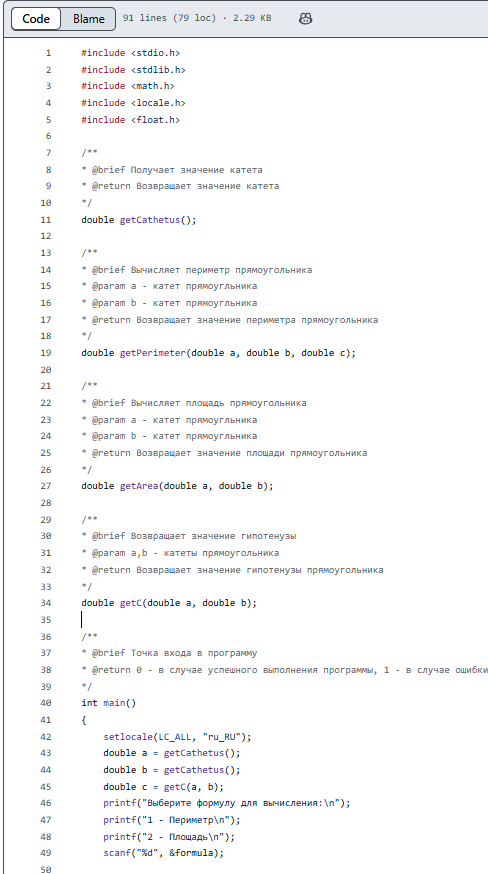 Code Blame 91 lines (79 loc) · 2.29 KB
1 #include <stdio.h>
2 #include <stdlib.h>
3 #include <math.h>
4 #include <locale.h>
5 #include <float.h>
6
7 /**
8 * @brief Получает значение катета
9 * @return Возвращает значение катета
10 */
11 double getCathetus();
12
13 /**
14 * @brief Вычисляет периметр прямоугольника
15 * @param a - катет прямоугльника
16 * @param b - катет прямоугльника
17 * @return Возвращает значение периметра прямоугольника
18 */
19 double getPerimeter(double a, double b, double c);
20
21 /**
22 * @brief Вычисляет площадь прямоугольника
23 * @param a - катет прямоугльника
24 * @param b - катет прямоугльника
25 * @return Возвращает значение площади прямоугольника
26 */
27 double getArea(double a, double b);
28
29 /**
30 * @brief Возвращает значение гипотенузы
31 * @param a,b - катеты прямоугольника
32 * @return Возвращает значение гипотенузы прямоугольника
33 */
34 double getC(double a, double b);
35
36 /**
37 * @brief Точка входа в программу
38 * @return 0 - в случае успешного выполнения программы, 1 - в случае ошибки
39 */
40 int main()
41 {
42 setlocale(LC_ALL, "ru_RU");
43 double a = getCathetus();
44 double b = getCathetus();
45 double c = getC(a, b);
46 printf("Выберите формулу для вычисления:\n");
47 printf("1 - Периметр\n");
48 printf("2 - Площадь\n");
49 scanf("%d", &formula);
50